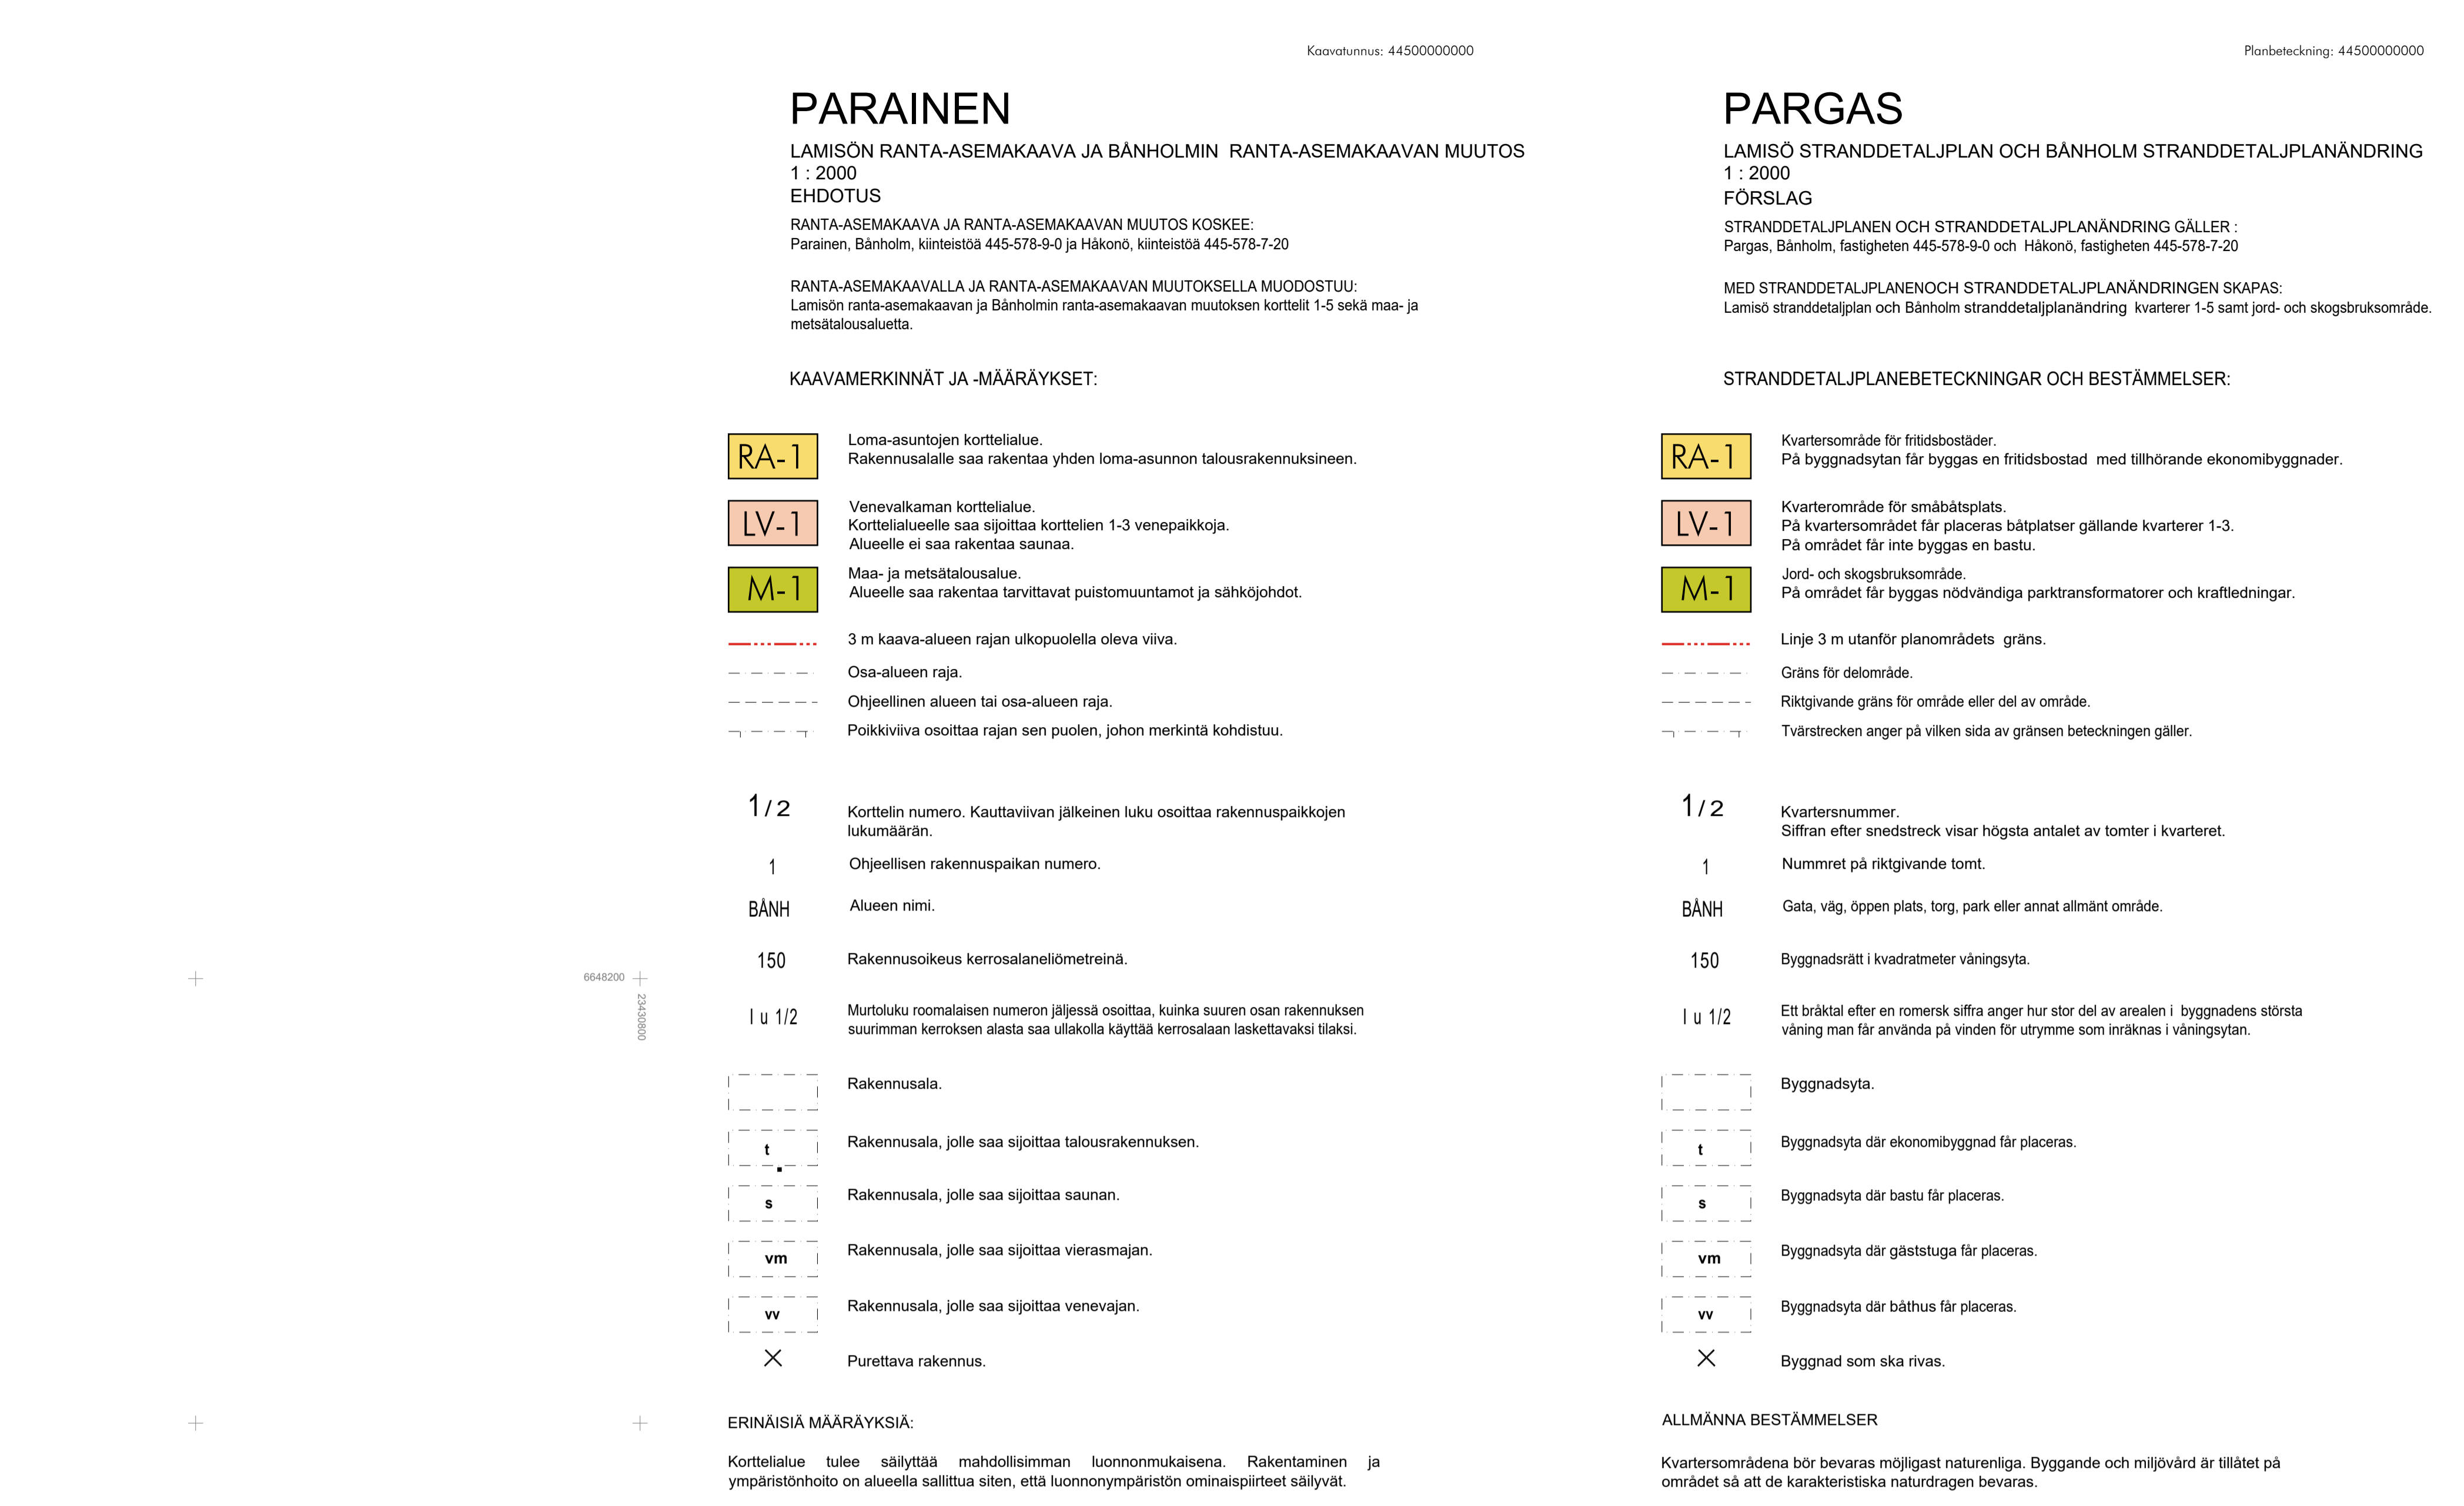 Kaavatunnus: 44500000000
PARAINEN
LAMISÖN RANTA-ASEMAKAAVA JA BÅNHOLMIN RANTA-ASEMAKAAVAN MUUTOS
1 : 2000
EHDOTUS
RANTA-ASEMAKAAVA JA RANTA-ASEMAKAAVAN MUUTOS KOSKEE:
Parainen, Bånholm, kiinteistöä 445-578-9-0 ja Håkonö, kiinteistöä 445-578-7-20
RANTA-ASEMAKAAVALLA JA RANTA-ASEMAKAAVAN MUUTOKSELLA MUODOSTUU:
Lamisön ranta-asemakaavan ja Bånholmin ranta-asemakaavan muutoksen korttelit 1-5 sekä maa- ja
metsätalousaluetta.
KAAVAMERKINNÄT JA -MÄÄRÄYKSET:
RA-1
Loma-asuntojen korttelialue.
Rakennusalalle saa rakentaa yhden loma-asunnon talousrakennuksineen.
LV-1
Venevalkaman korttelialue.
Korttelialueelle saa sijoittaa korttelien 1-3 venepaikkoja.
Alueelle ei saa rakentaa saunaa.
M-1
Maa- ja metsätalousalue.
Alueelle saa rakentaa tarvittavat puistomuuntamot ja sähköjohdot.
3 m kaava-alueen rajan ulkopuolella oleva viiva.
Osa-alueen raja.
Ohjeellinen alueen tai osa-alueen raja.
Poikkiviiva osoittaa rajan sen puolen, johon merkintä kohdistuu.
1/2
Korttelin numero. Kauttaviivan jälkeinen luku osoittaa rakennuspaikkojen
lukumäärän.
1
Ohjeellisen rakennuspaikan numero.
BÅNH
Alueen nimi.
150
Rakennusoikeus kerrosalaneliömetreinä.
6648200
23430800
I u 1/2
Murtoluku roomalaisen numeron jäljessä osoittaa, kuinka suuren osan rakennuksen
suurimman kerroksen alasta saa ullakolla käyttää kerrosalaan laskettavaksi tilaksi.
Rakennusala.
t
Rakennusala, jolle saa sijoittaa talousrakennuksen.
s
Rakennusala, jolle saa sijoittaa saunan.
vm
Rakennusala, jolle saa sijoittaa vierasmajan.
vv
Rakennusala, jolle saa sijoittaa venevajan.
Purettava rakennus.
ERINÄISIÄ MÄÄRÄYKSIÄ:
Korttelialue tulee säilyttää mahdollisimman luonnonmukaisena. Rakentaminen ja
ympäristönhoito on alueella sallittua siten, että luonnonympäristön ominaispiirteet säilyvät.
Planbeteckning: 44500000000
PARGAS
LAMISÖ STRANDDETALJPLAN OCH BÅNHOLM STRANDDETALJPLANÄNDRING
1 : 2000
FÖRSLAG
STRANDDETALJPLANEN OCH STRANDDETALJPLANÄNDRING GÄLLER :
Pargas, Bånholm, fastigheten 445-578-9-0 och Håkonö, fastigheten 445-578-7-20
MED STRANDDETALJPLANENOCH STRANDDETALJPLANÄNDRINGEN SKAPAS:
Lamisö stranddetaljplan och Bånholm stranddetaljplanändring kvarterer 1-5 samt jord- och skogsbruksområde.
STRANDDETALJPLANEBETECKNINGAR OCH BESTÄMMELSER:
RA-1
Kvartersområde för fritidsbostäder.
På byggnadsytan får byggas en fritidsbostad med tillhörande ekonomibyggnader.
LV-1
Kvarterområde för småbåtsplats.
På kvartersområdet får placeras båtplatser gällande kvarterer 1-3.
På området får inte byggas en bastu.
M-1
Jord- och skogsbruksområde.
På området får byggas nödvändiga parktransformatorer och kraftledningar.
Linje 3 m utanför planområdets gräns.
Gräns för delområde.
Riktgivande gräns för område eller del av område.
Tvärstrecken anger på vilken sida av gränsen beteckningen gäller.
1/2
Kvartersnummer.
Siffran efter snedstreck visar högsta antalet av tomter i kvarteret.
1
Nummret på riktgivande tomt.
BÅNH
Gata, väg, öppen plats, torg, park eller annat allmänt område.
150
Byggnadsrätt i kvadratmeter våningsyta.
I u 1/2
Ett bråktal efter en romersk siffra anger hur stor del av arealen i byggnadens största
våning man får använda på vinden för utrymme som inräknas i våningsytan.
Byggnadsyta.
t
Byggnadsyta där ekonomibyggnad får placeras.
s
Byggnadsyta där bastu får placeras.
vm
Byggnadsyta där gäststuga får placeras.
vv
Byggnadsyta där båthus får placeras.
Byggnad som ska rivas.
ALLMÄNNA BESTÄMMELSER
Kvartersområdena bör bevaras möjligast naturenliga. Byggande och miljövård är tillåtet på
området så att de karakteristiska naturdragen bevaras.